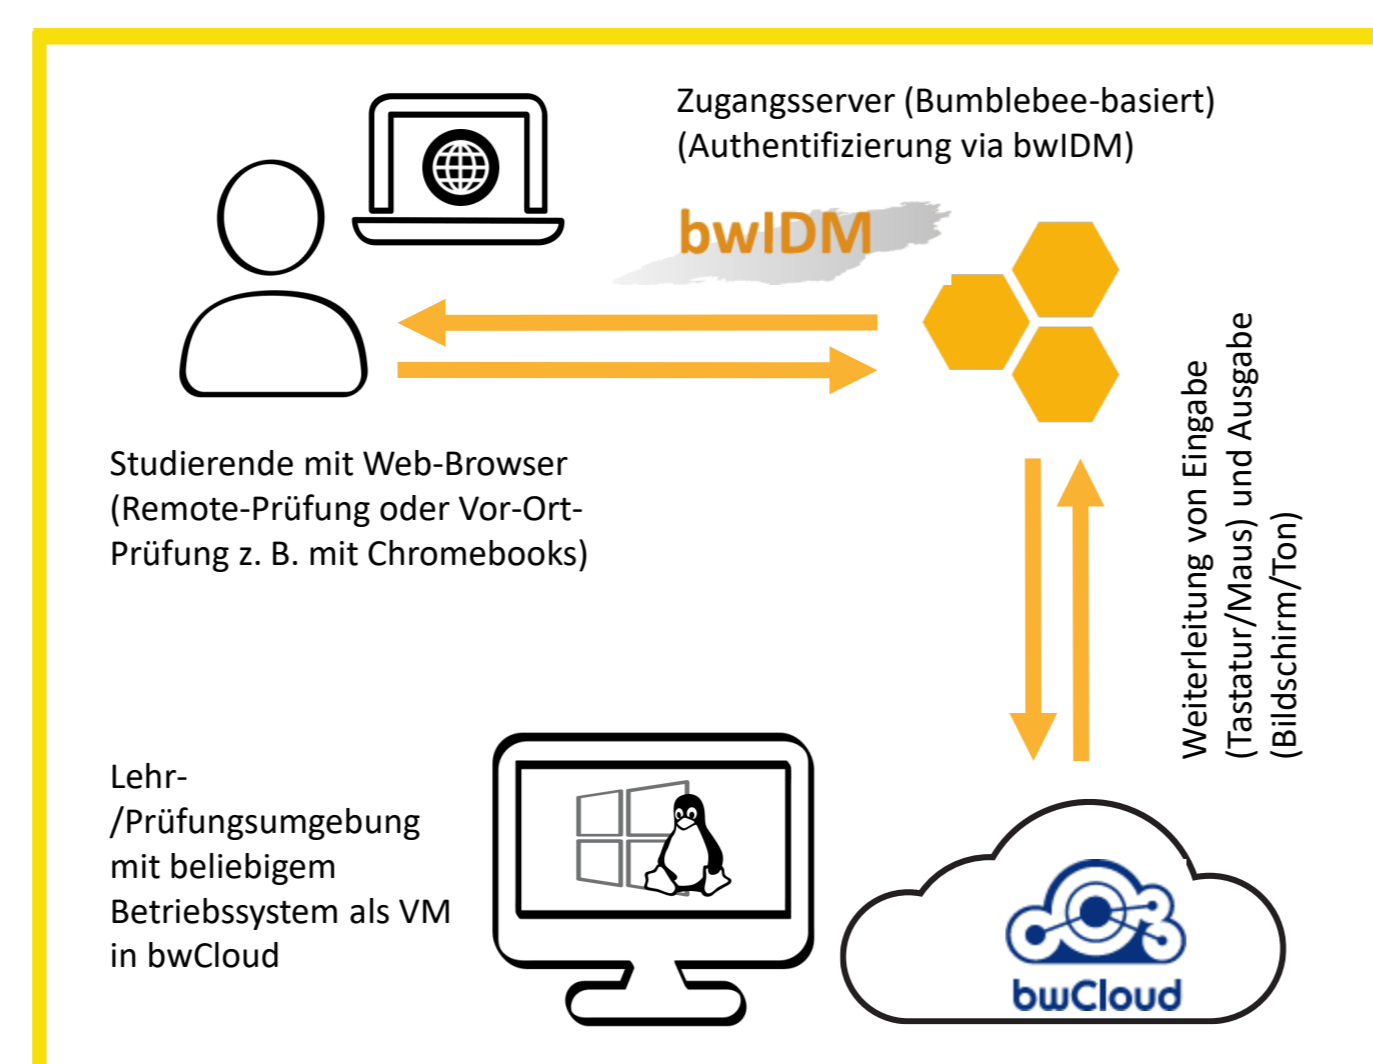 Zugangsserver (Bumblebee-basiert)
(Authentifizierung via bwIDM)
bwIDM
Studierende mit Web-Browser
(Remote-Prüfung oder Vor-Ort-
Prüfung z. B. mit Chromebooks)
Weiterleitung von Eingabe
(Tastatur/Maus) und Ausgabe
(Bildschirm/Ton)
Lehr-
/Prüfungsumgebung
mit beliebigem
Betriebssystem als VM
in bwCloud
bwCloud